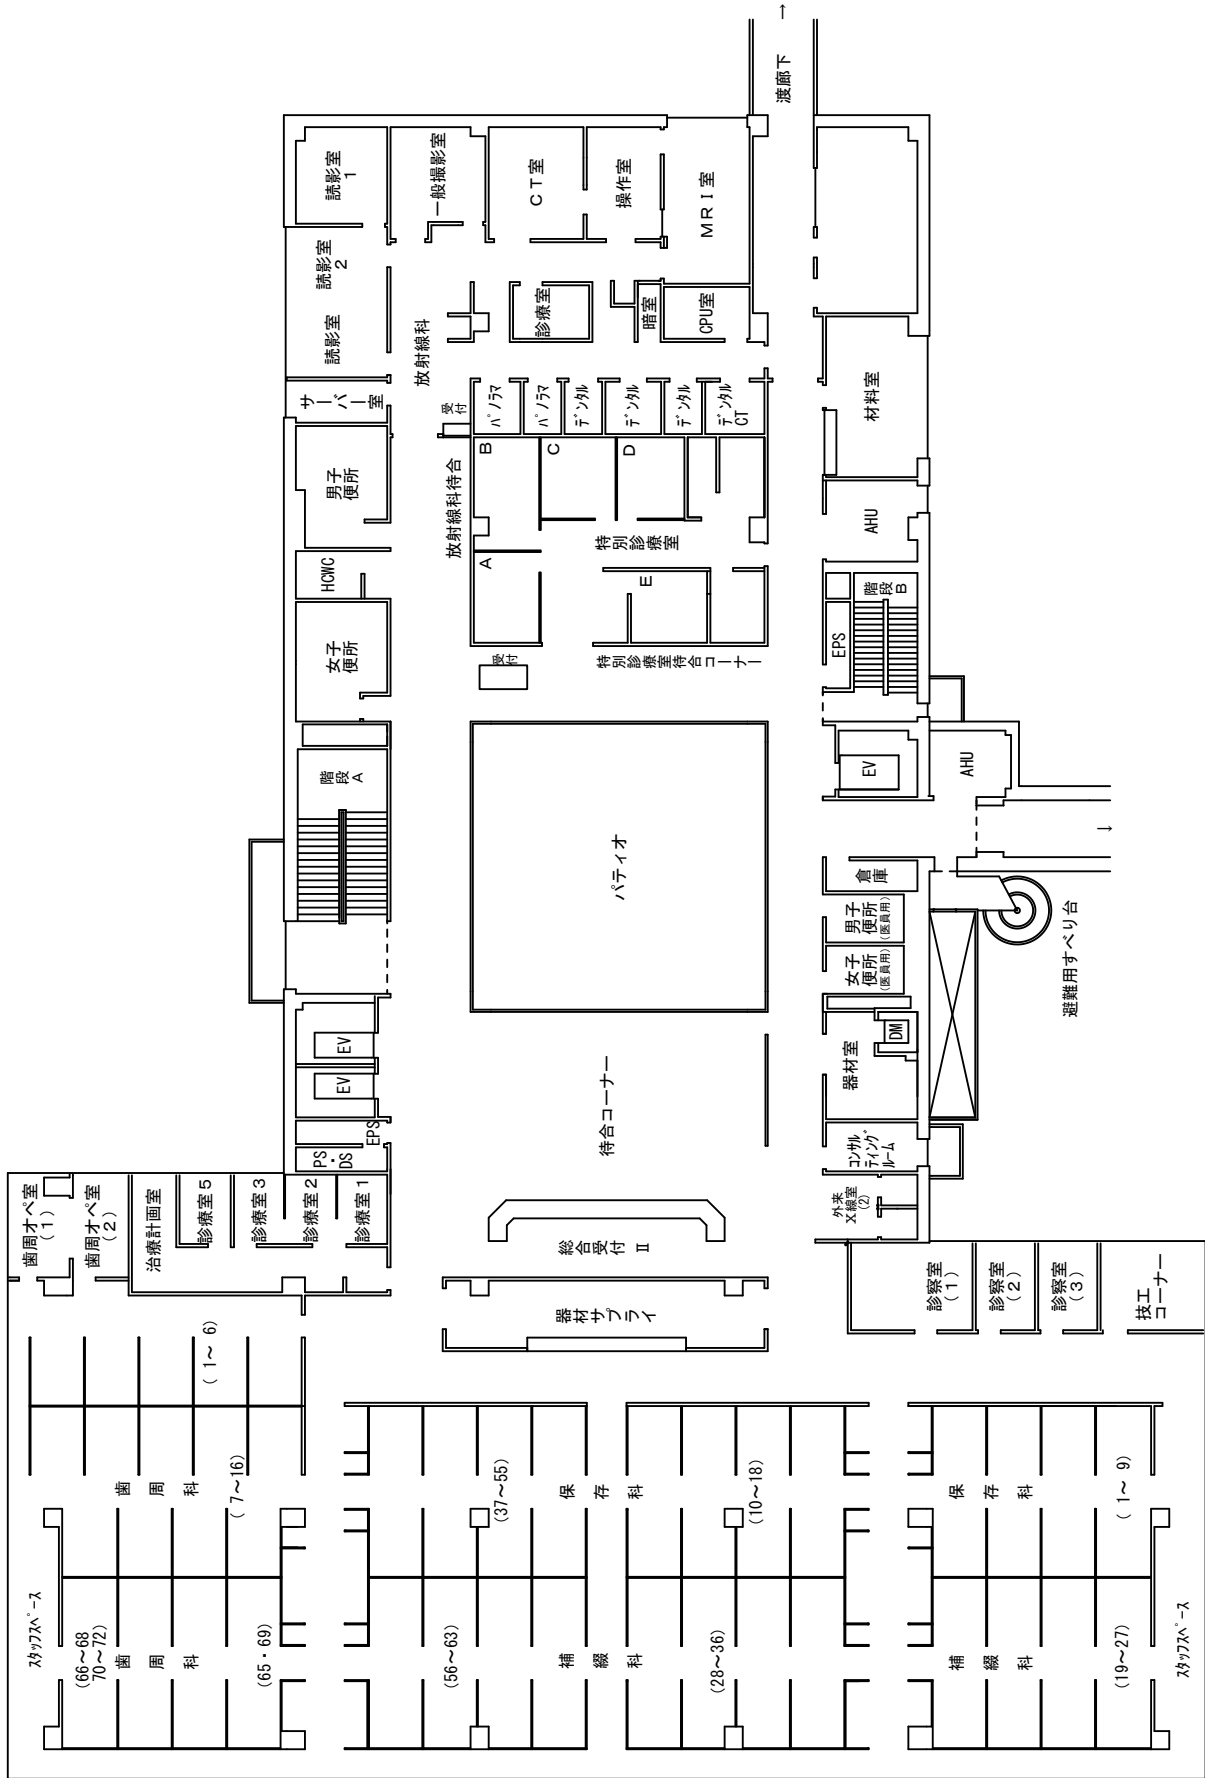 スタッフスペース
(66～68
70～72)
歯周科
(65・69)
(56～63)
補綴科
(28～36)
補綴科
(19～27)
スタッフスペース
歯周科
(7～16)
(1～6)
(37～55)
保存科
(10～18)
保存科
(1～9)
歯周オペ室
(1)
歯周オペ室
(2)
治療計画室
診療室5
診療室3
診療室2
診療室1
器材サプライ
総合受付 Ⅱ
診察室
(1)
診察室
(2)
診察室
(3)
技工
コーナー
PS・
DS
EPS
EV
EV
待合コーナー
外来
X線室
(2)
コンサル
ティング
ルーム
器材室
DM
女子
便所
(医員用)
男子
便所
(医員用)
倉庫
避難用すべり台
→
階段
A
パティオ
EV
AHU
女子
便所
HCWC
男子
便所
サーバー
室
受付
特別診療室待合コーナー
放射線科待合
受付
A
B
C
D
E
特別診療室
EPS
階段
B
AHU
材料室
放射線科
パノラマ
パノラマ
デンタル
デンタル
デンタル
デンタル
CT
読影室
読影室
2
読影室
1
一般撮影室
診療室
CT室
操作室
暗室
CPU室
MRI室
渡廊下
→